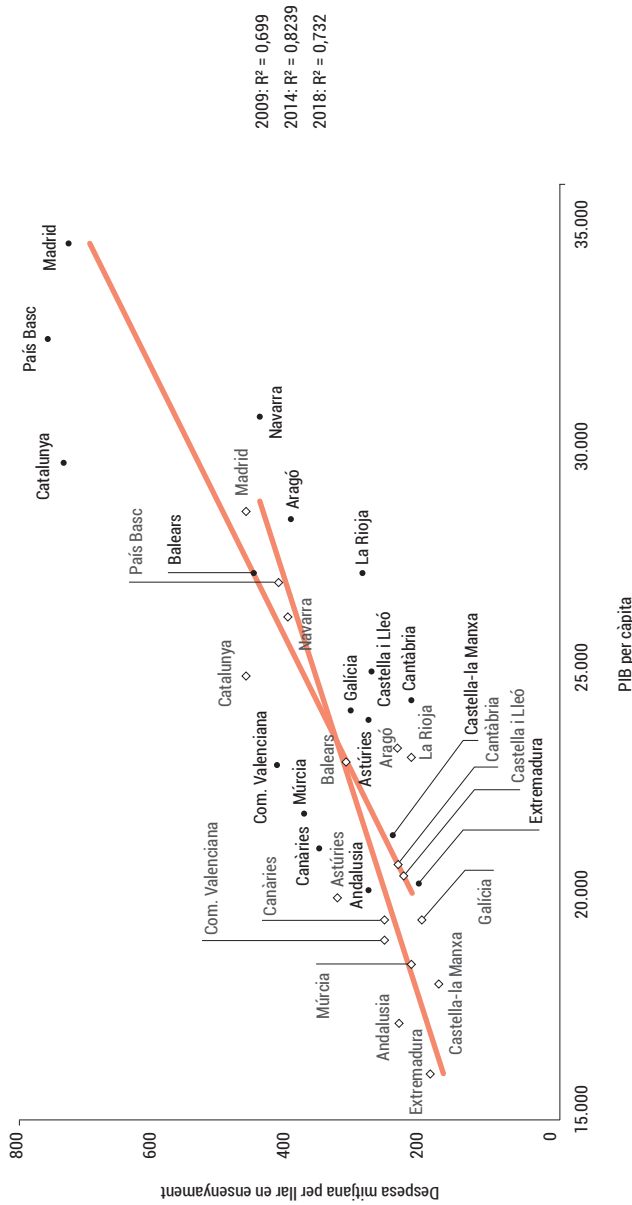 800
600
400
200
0
Despesa mitjana per llar en ensenyament
15.000
20.000
25.000
30.000
35.000
PIB per càpita
Extremadura
Andalusia
Castella-la Manxa
Múrcia
Com. Valenciana
Canàries
Galícia
Astúries
Andalusia
Extremadura
Castella i Lleó
Cantàbria
Castella-la Manxa
Canàries
Múrcia
Com. Valenciana
Balears
Astúries
Aragó
La Rioja
Galícia
Cantàbria
Castella i Lleó
Catalunya
Navarra
País Basc
Balears
La Rioja
Madrid
Aragó
Catalunya
Navarra
País Basc
Madrid
2009: R² = 0,699
2014: R² = 0,8239
2018: R² = 0,732